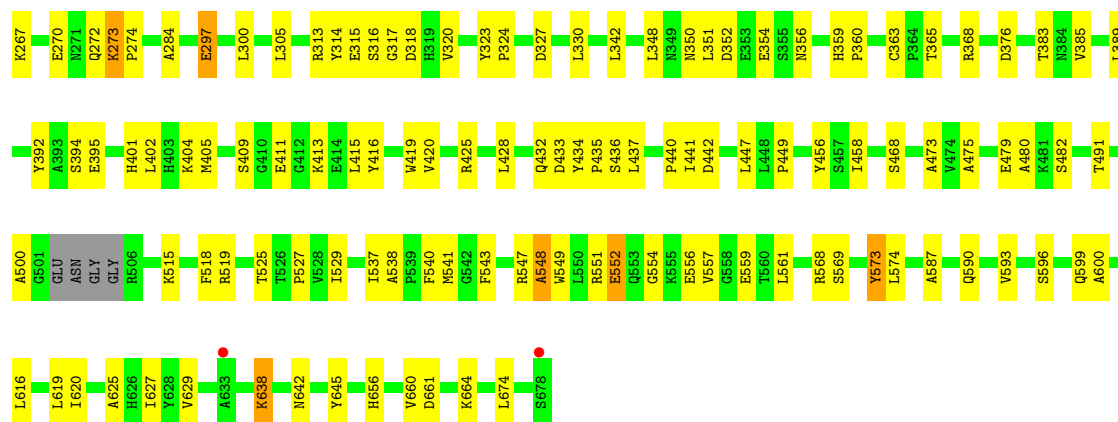 K267 E270 N271 Q272 K273 P274 A284 E297 L300 L305 R313 Y314 E315 S316 G317 D318 H319 V320 Y323 P324 D327 L330 L342 L348 N349 N350 L351 D352 E353 E354 S355 N356 H359 P360 C363 P364 T365 R368 D376 T383 N384 V385 L389
Y392 A393 S394 E395 H401 L402 H403 K404 M405 S409 G410 E411 G412 K413 E414 L415 Y416 W419 V420 R425 L428 Q432 D433 Y434 P435 S436 L437 P440 I441 D442 L447 L448 P449 Y456 S457 I458 S468 A473 V474 A475 E479 A480 K481 S482 T491
A500 G501 GLU ASN GLY GLY R506 K515 F518 R519 T525 T526 P527 V528 I529 I537 A538 P539 F540 M541 G542 F543 R547 A548 W549 L550 R551 E552 Q553 G554 K555 E556 V557 G558 E559 T560 L561 R568 S569 Y573 L574 A587 Q590 V593 S596 Q599 A600
L616 L619 I620 A625 H626 I627 Y628 V629 A633 K638 N642 Y645 H656 V660 D661 K664 L674 S678